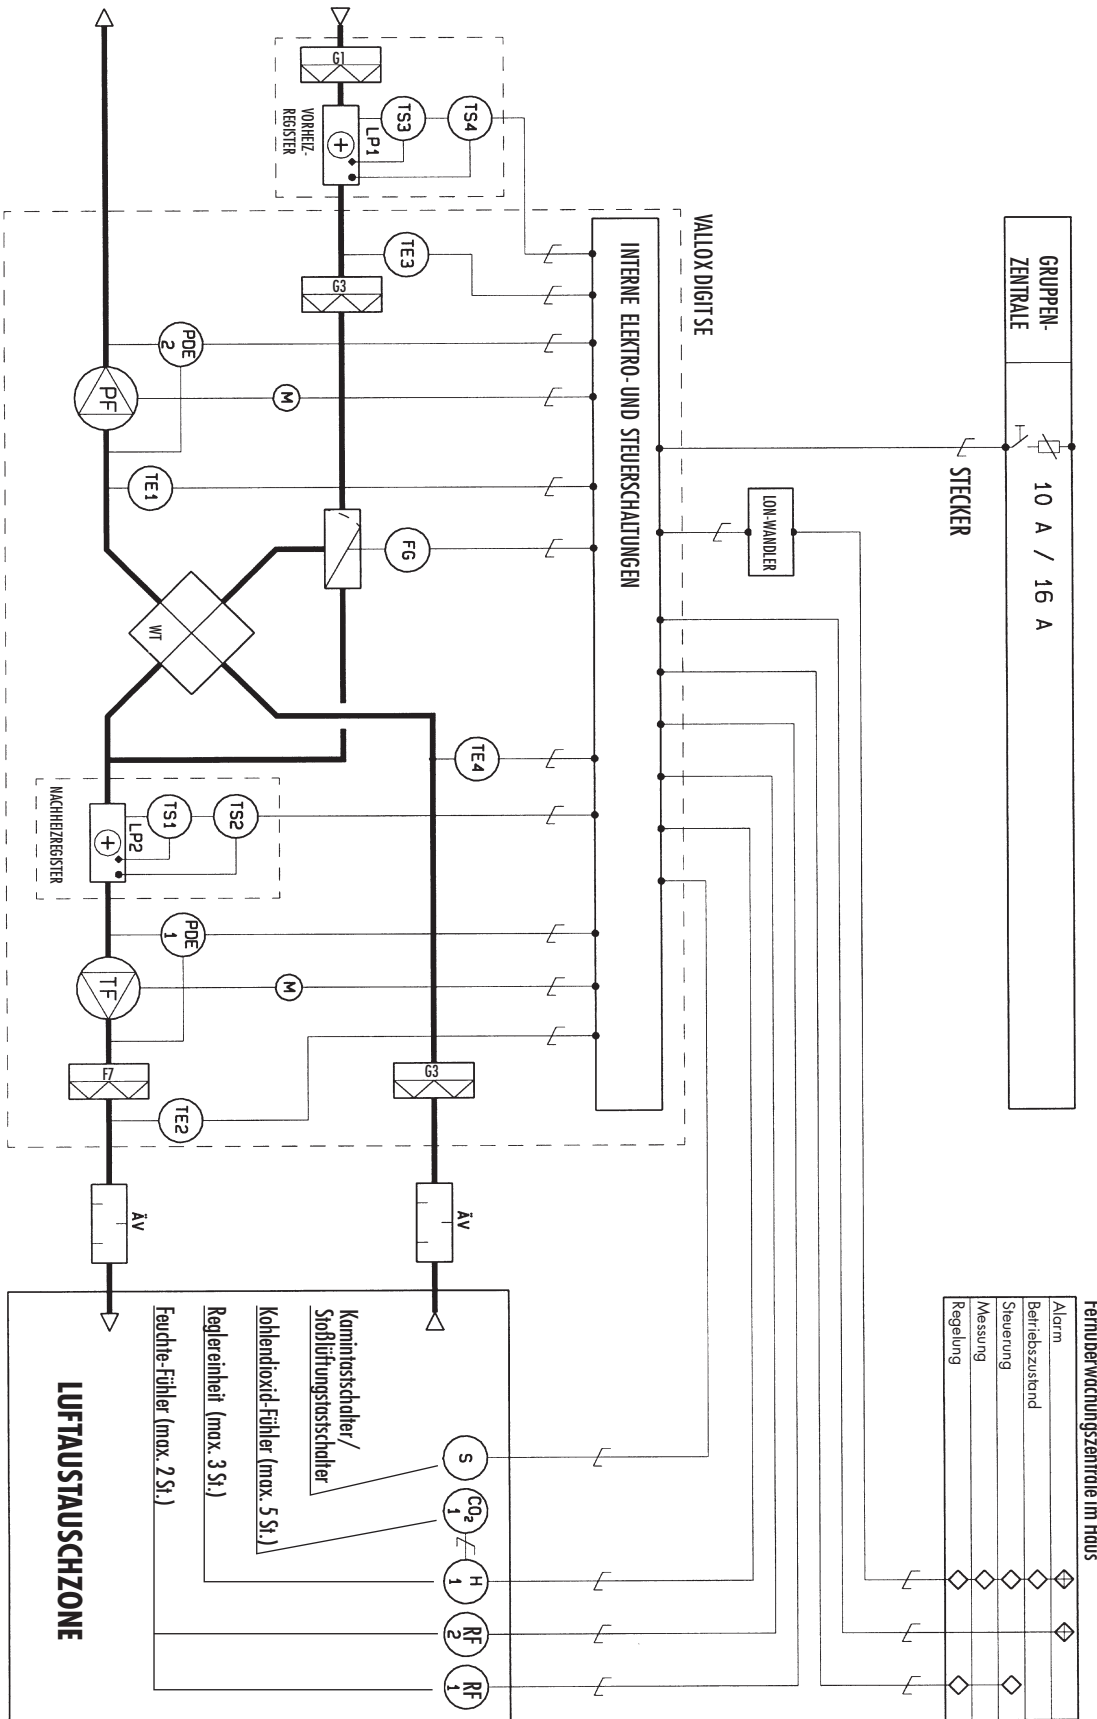 GRUPPEN-
ZENTRALE
10 A / 16 A
STECKER
Fernüberwachungszentrale im Haus
Alarm
Betriebszustand
Steuerung
Messung
Regelung
LON-WANDLER
VALLOX DIGIT SE
INTERNE ELEKTRO- UND STEUERSCHALTUNGEN
G1
TS3
TS4
LP1
VORHEIZ-
REGISTER
TE3
G3
PDE
2
PF
M
TE1
FG
WT
TE4
TS2
TS1
LP2
NACHHEIZREGISTER
PDE
1
TF
M
F7
G3
TE2
ÄV
ÄV
S
CO₂
1
H
1
RF
2
RF
1
Kamintastschalter/
Stoßlüftungstastschalter
Kohlendioxid-Fühler (max. 5 St.)
Reglereinheit (max. 3 St.)
Feuchte-Fühler (max. 2 St.)
LUFTAUSTAUSCHZONE